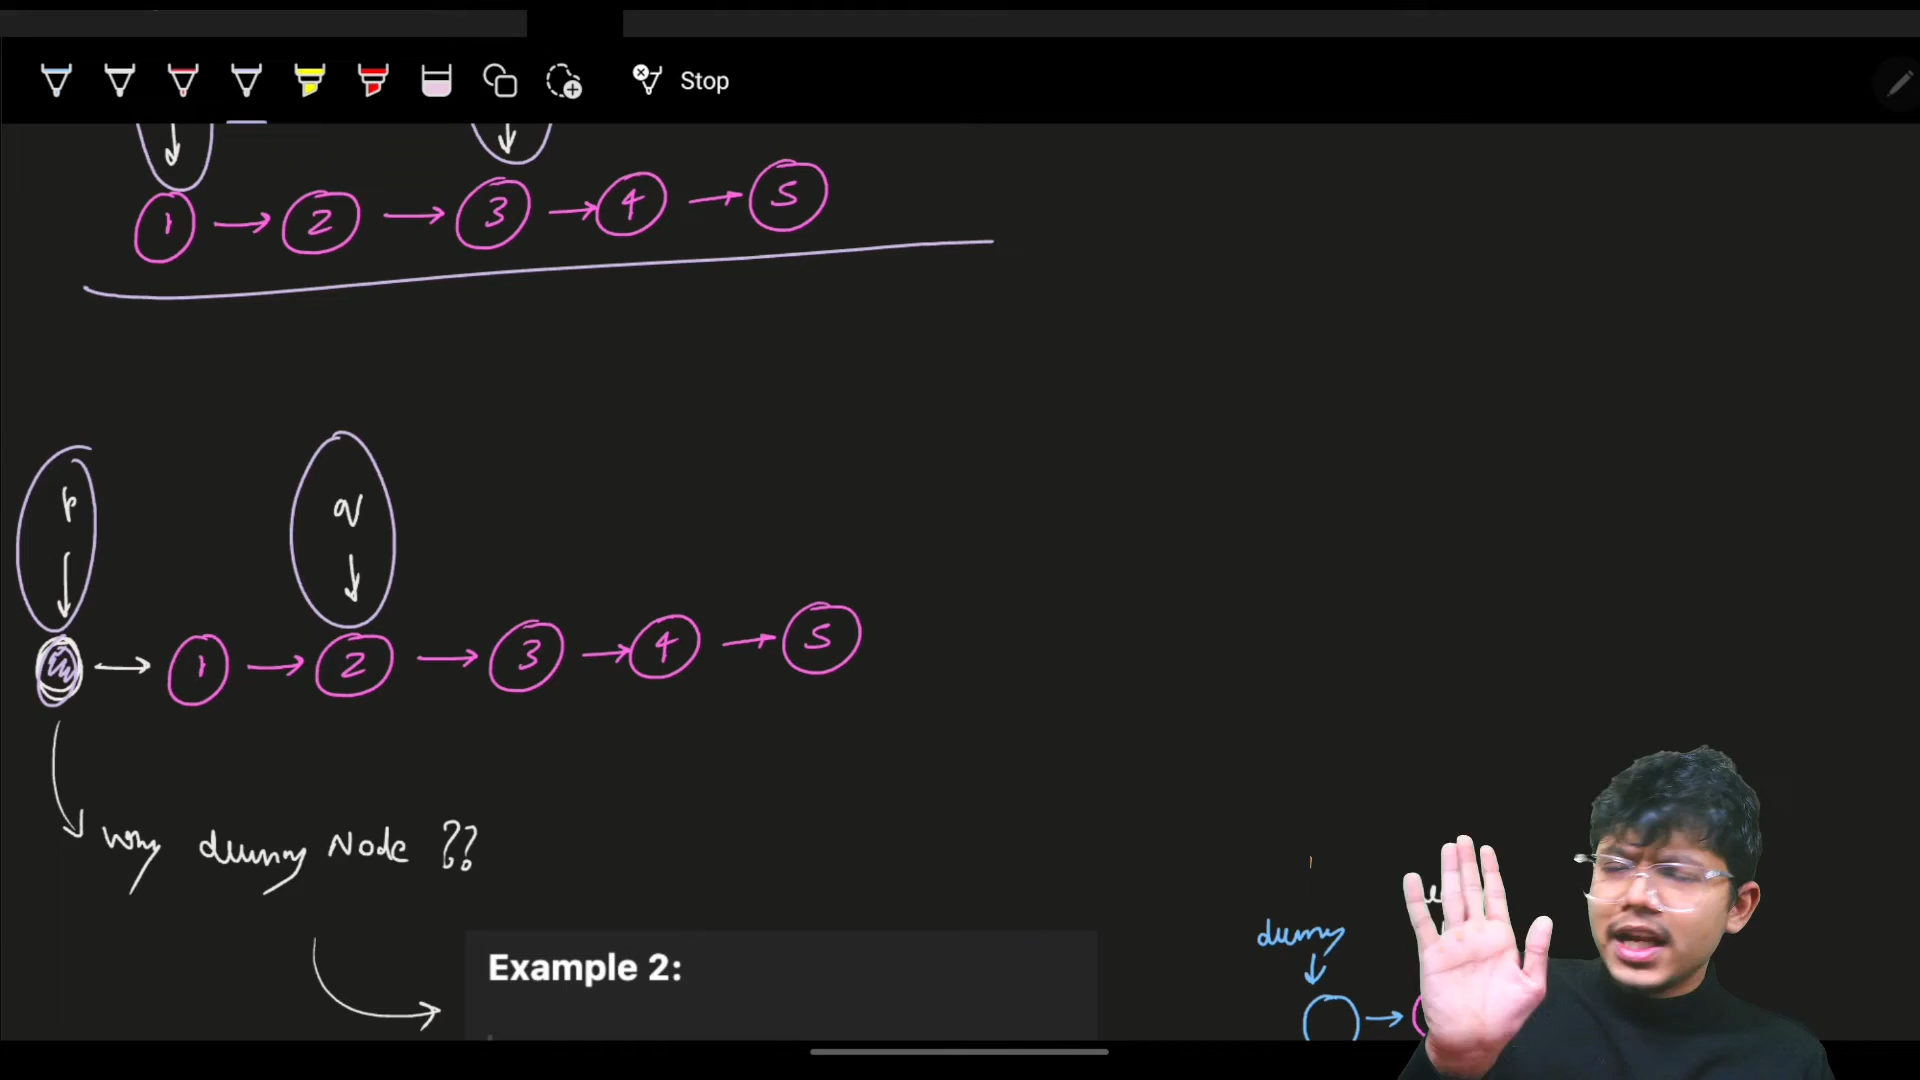 Stop
1 → 2 → 3 → 4 → 5
p q
→ 1 → 2 → 3 → 4 → 5
why dummy Node ??
dummy
Example 2: